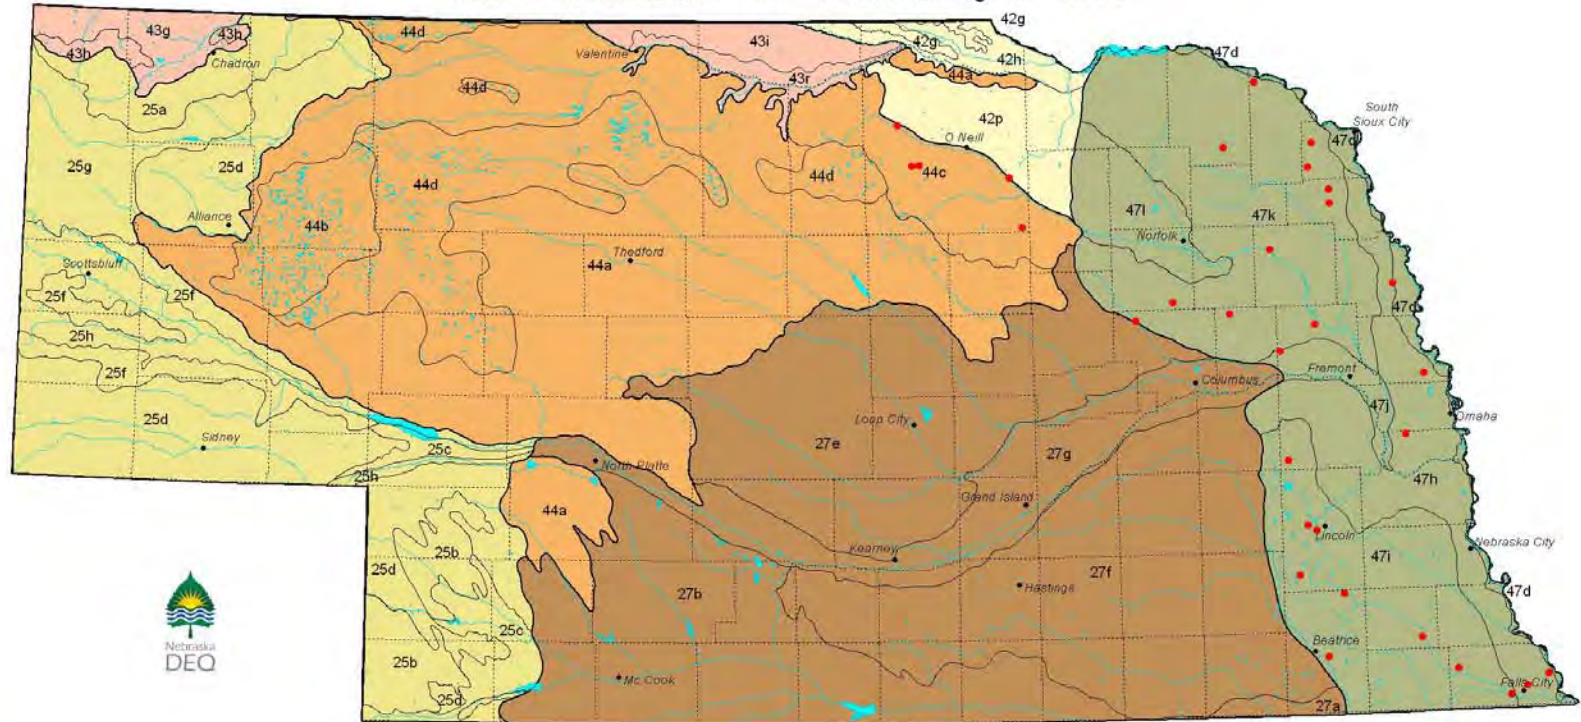 42g
43g
43h
44d
43h
Chadron
Valentine
43i
42g
42h
47d
43r
44a
25a
44d
42p
South
Sioux City
O Neill
47d
25g
25d
44d
44d
44c
Alliance
44b
47l
47k
Norfolk
Scottsbluff
25f
25f
44a
Thedford
47d
25h
25f
Fremont
Columbus
25d
Sidney
25c
27e
Loup City
27g
47j
Omaha
25h
North Platte
47h
44a
Grand Island
Lincoln
Nebraska City
25b
25d
Kearney
47i
27b
27f
Hastings
47d
Nebraska
DEQ
25c
Beatrice
25b
25d
Mc Cook
27a
Falls City